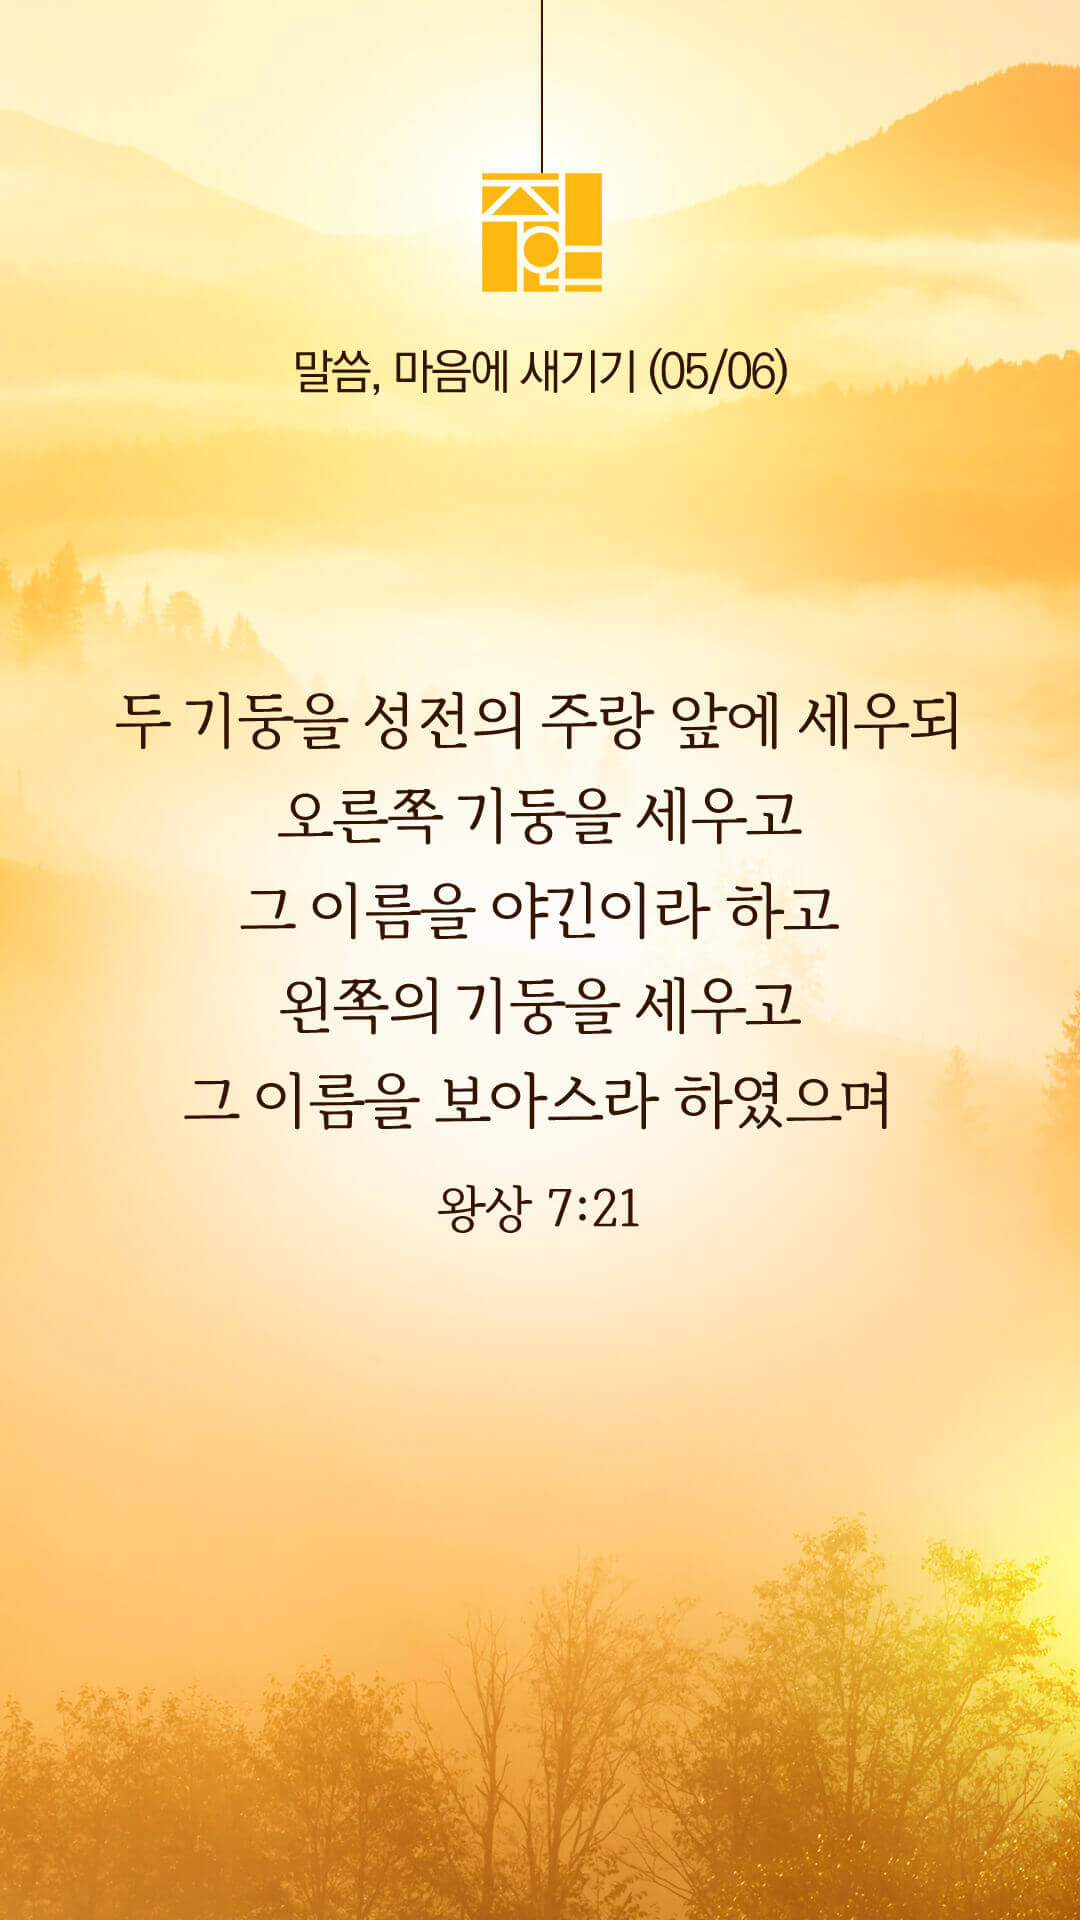 말씀, 마음에 새기기 (05/06)
두 기둥을 성전의 주랑 앞에 세우되
오른쪽 기둥을 세우고
그 이름을 야긴이라 하고
왼쪽의 기둥을 세우고
그 이름을 보아스라 하였으며
왕상 7:21